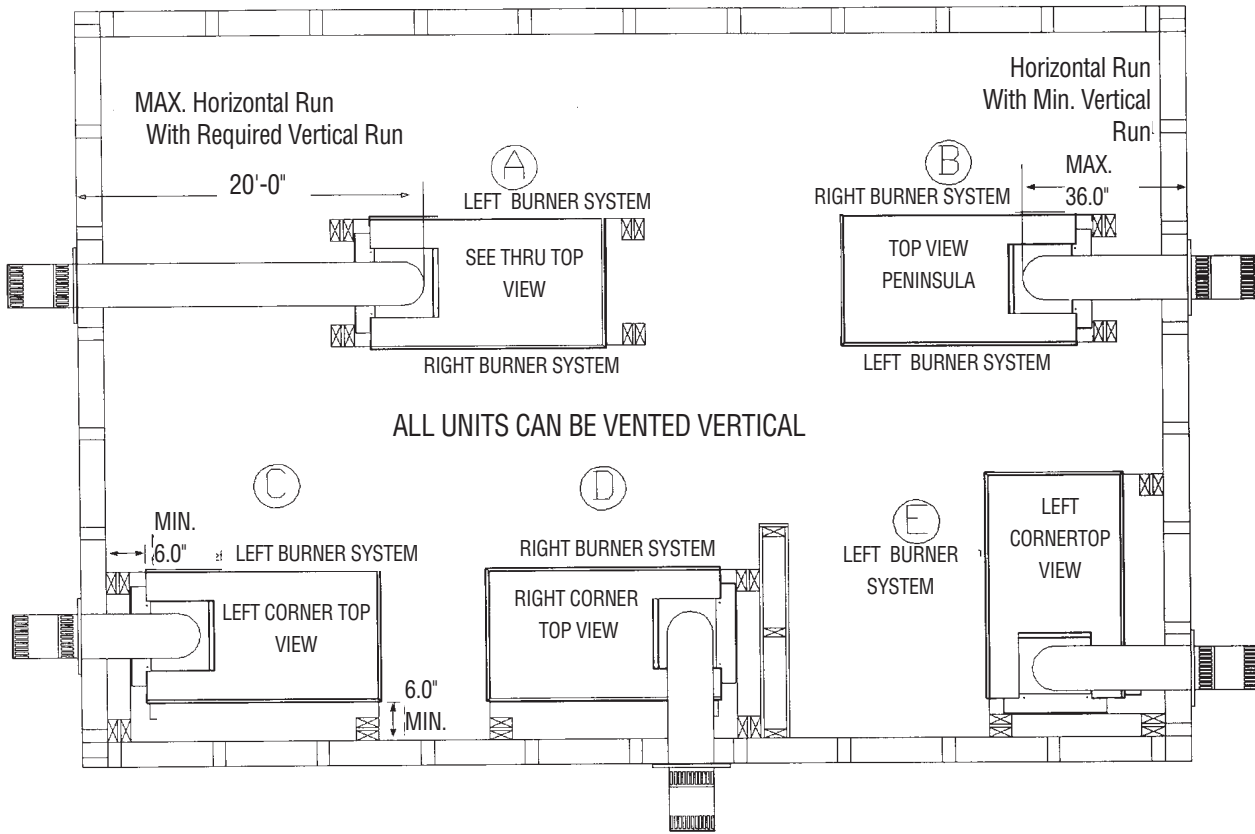 MAX. Horizontal Run
With Required Vertical Run
20'-0"
A
LEFT BURNER SYSTEM
SEE THRU TOP
VIEW
RIGHT BURNER SYSTEM
Horizontal Run
With Min. Vertical
Run
B
MAX.
36.0"
RIGHT BURNER SYSTEM
TOP VIEW
PENINSULA
LEFT BURNER SYSTEM
ALL UNITS CAN BE VENTED VERTICAL
C
MIN.
6.0"
LEFT BURNER SYSTEM
LEFT CORNER TOP
VIEW
6.0"
MIN.
D
RIGHT BURNER SYSTEM
RIGHT CORNER
TOP VIEW
E
LEFT BURNER
SYSTEM
LEFT
CORNERTOP
VIEW